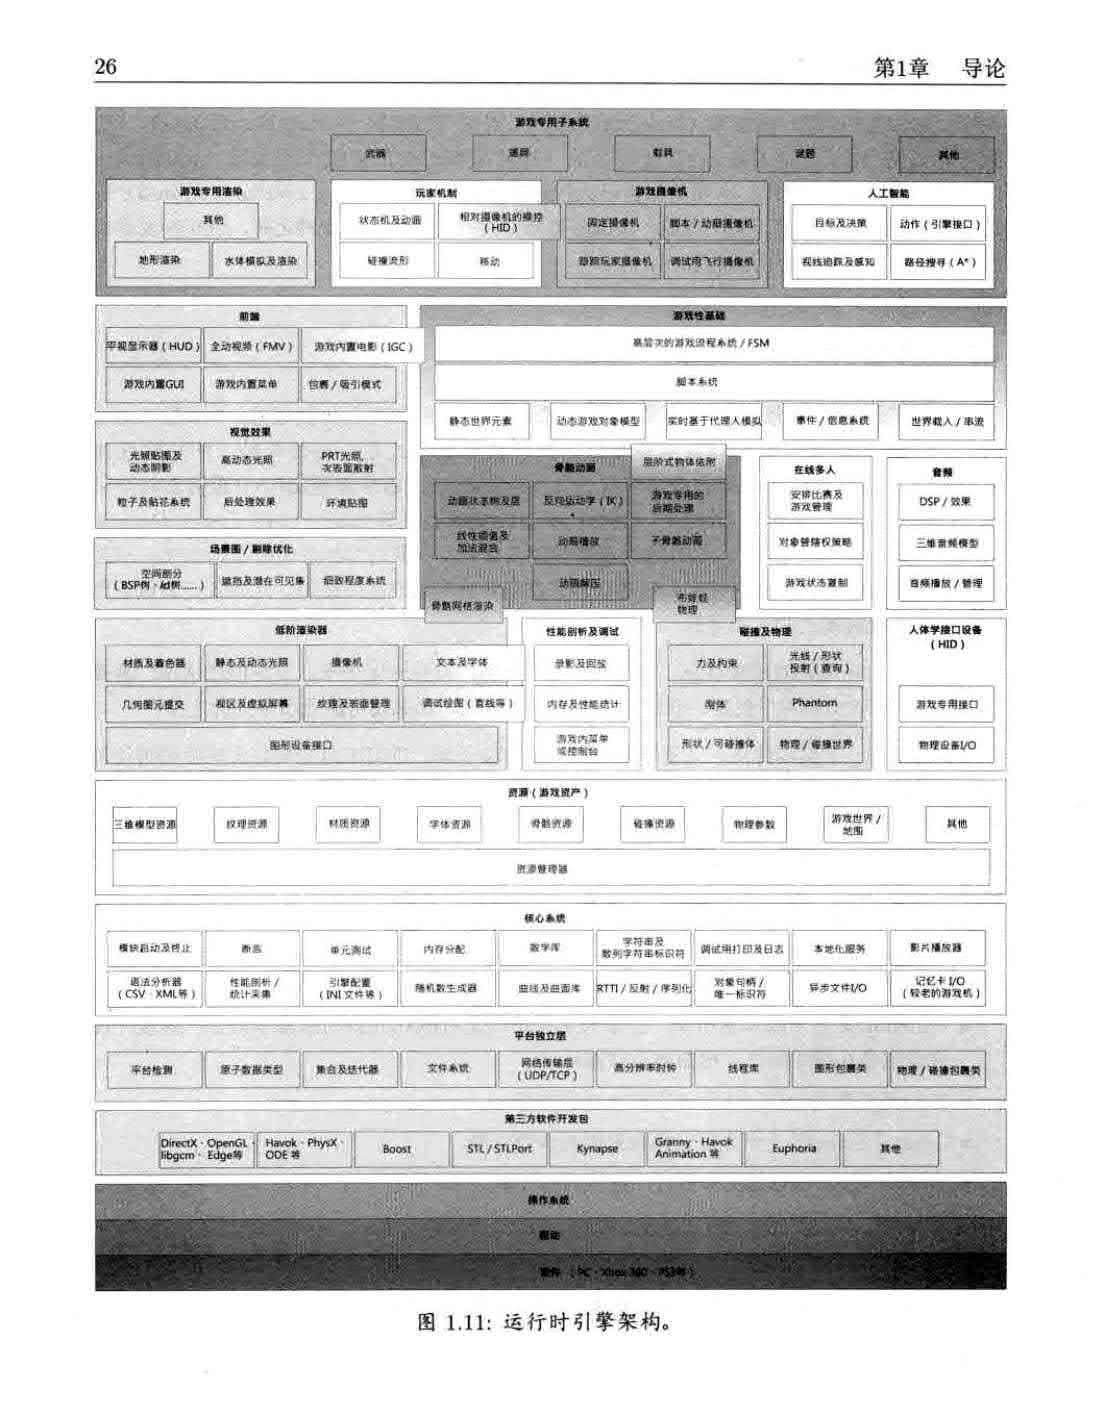 26
第1章 导论
游戏专用子系统
武器
道具
载具
谜题
其他
游戏专用渲染
其他
地形渲染
水体模拟及渲染
玩家机制
状态机及动画
相对摄像机的操控
(HID)
碰撞流形
移动
游戏摄像机
固定摄像机
脚本/动画摄像机
跟踪玩家摄像机
调试用飞行摄像机
人工智能
目标及决策
动作(引擎接口)
视线追踪及感知
路径搜寻(A*)
前端
平视显示器(HUD)
全动视频(FMV)
游戏内置电影(IGC)
游戏内置GUI
游戏内置菜单
包裹/吸引模式
游戏性基础
高层次的游戏流程系统/FSM
脚本系统
静态世界元素
动态游戏对象模型
实时基于代理人模拟
事件/信息系统
世界载入/串流
视觉效果
光照贴图及
动态阴影
高动态光照
PRT光照,
次表面散射
粒子及贴花系统
后处理效果
环境贴图
场景图/剔除优化
空间剖分
(BSP树、kd树……)
遮挡及潜在可见集
细致程度系统
骨骼动画
层阶式物体依附
动画状态树及层
反向运动学(IK)
游戏专用的
后期处理
线性插值及
加法混合
动画播放
子骨骼动画
动画解压
骨骼网格渲染
布娃娃
物理
在线多人
安排比赛及
游戏管理
对象管辖权策略
游戏状态复制
音频
DSP/效果
三维音频模型
音频播放/管理
低阶渲染器
材质及着色器
静态及动态光照
摄像机
文本及字体
几何图元提交
视区及虚拟屏幕
纹理及表面管理
调试绘图(直线等)
图形设备接口
性能剖析及调试
录影及回放
内存及性能统计
游戏内菜单
或控制台
碰撞及物理
力及约束
光线/形状
投射(查询)
刚体
Phantom
形状/可碰撞体
物理/碰撞世界
人体学接口设备
(HID)
游戏专用接口
物理设备I/O
资源(游戏资产)
三维模型资源
纹理资源
材质资源
字体资源
骨骼资源
碰撞资源
物理参数
游戏世界/
地图
其他
资源管理器
核心系统
模块启动及终止
断言
单元测试
内存分配
数学库
字符串及
散列字符串标识符
调试用打印及日志
本地化服务
影片播放器
语法分析器
(CSV、XML等)
性能剖析/
统计采集
引擎配置
(INI文件等)
随机数生成器
曲线及曲面库
RTTI/反射/序列化
对象句柄/
唯一标识符
异步文件I/O
记忆卡I/O
(较老的游戏机)
平台独立层
平台检测
原子数据类型
集合及迭代器
文件系统
网络传输层
(UDP/TCP)
高分辨率时钟
线程库
图形包裹类
物理/碰撞包裹类
第三方软件开发包
DirectX、OpenGL、
libgcm、Edge等
Havok、PhysX、
ODE等
Boost
STL/STLPort
Kynapse
Granny、Havok
Animation等
Euphoria
其他
操作系统
驱动
硬件(PC、Xbox 360、PS3等)
图 1.11: 运行时引擎架构。